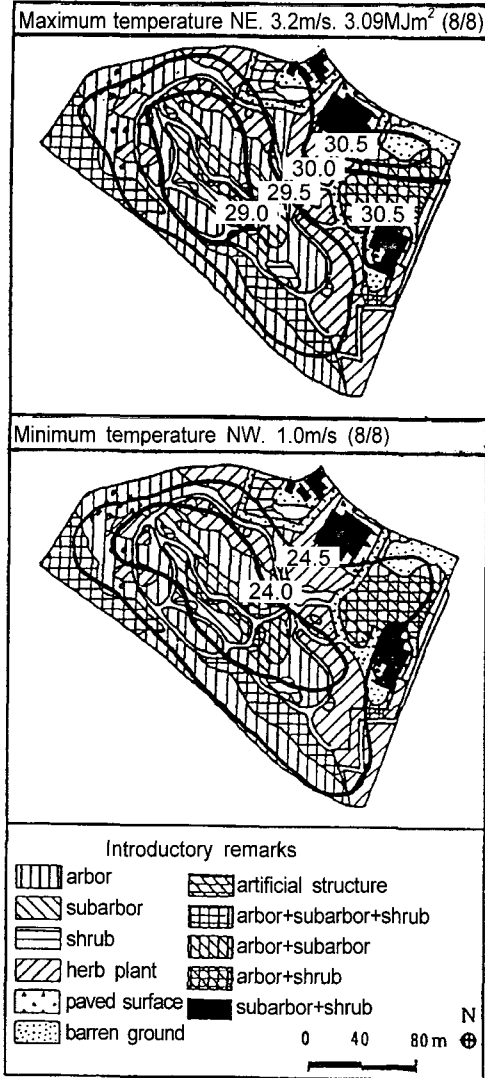 Maximum temperature NE. 3.2m/s. 3.09MJm² (8/8)
30.5
30.0
29.5
29.0
30.5
Minimum temperature NW. 1.0m/s (8/8)
24.5
24.0
Introductory remarks
arbor
subarbor
shrub
herb plant
paved surface
barren ground
artificial structure
arbor+subarbor+shrub
arbor+subarbor
arbor+shrub
subarbor+shrub
N
0 40 80m